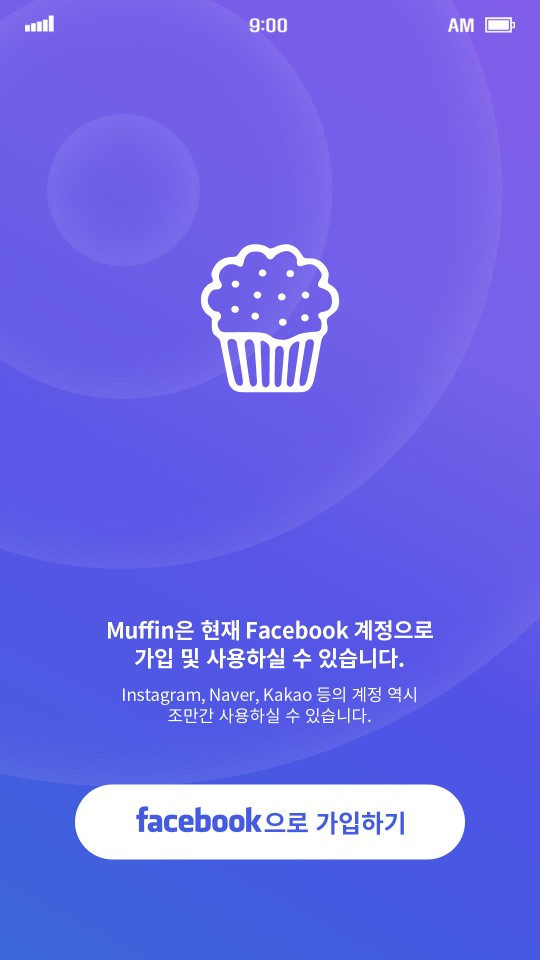 9:00
AM
Muffin은 현재 Facebook 계정으로
가입 및 사용하실 수 있습니다.
Instagram, Naver, Kakao 등의 계정 역시
조만간 사용하실 수 있습니다.
facebook으로 가입하기